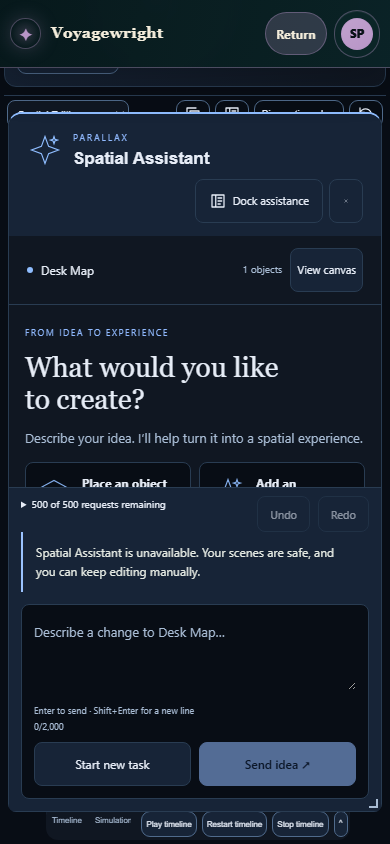 Voyagewright
Return
SP
PARALLAX
Spatial Assistant
Dock assistance
×
Desk Map
1 objects
View canvas
FROM IDEA TO EXPERIENCE
What would you like
to create?
Describe your idea. I'll help turn it into a spatial experience.
Place an object
Add an
500 of 500 requests remaining
Undo
Redo
Spatial Assistant is unavailable. Your scenes are safe, and
you can keep editing manually.
Describe a change to Desk Map...
Enter to send · Shift+Enter for a new line
0/2,000
Start new task
Send idea ↗
Timeline
Simulation
Play timeline
Restart timeline
Stop timeline
^